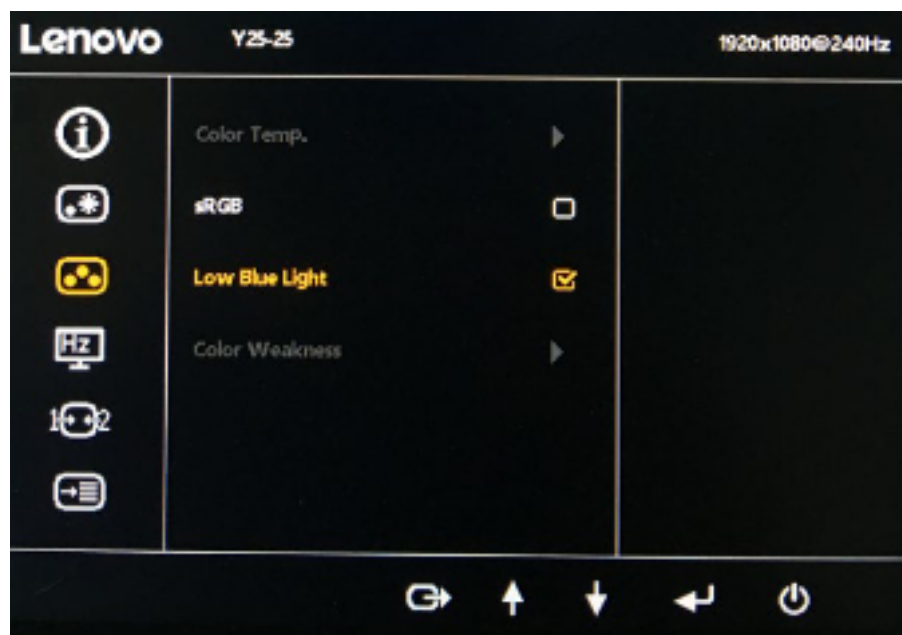 Lenovo Y25-25 1920x1080@240Hz
Color Temp.
sRGB
Low Blue Light
Hz
Color Weakness
1 2